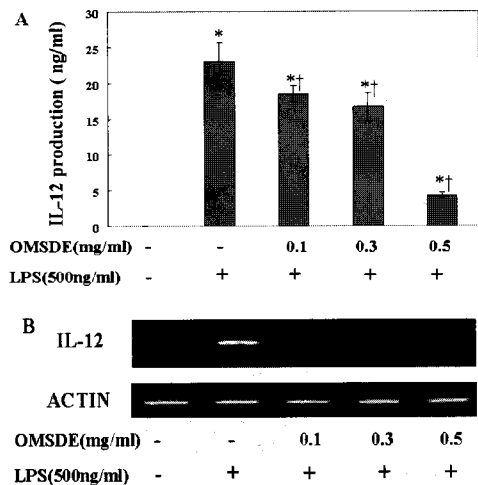 A
IL-12 production ( ng/ml)
30
25
20
15
10
5
0
*
*†
*†
*†
OMSDE(mg/ml) - - 0.1 0.3 0.5
LPS(500ng/ml) - + + + +
B
IL-12
ACTIN
OMSDE(mg/ml) - - 0.1 0.3 0.5
LPS(500ng/ml) - + + + +